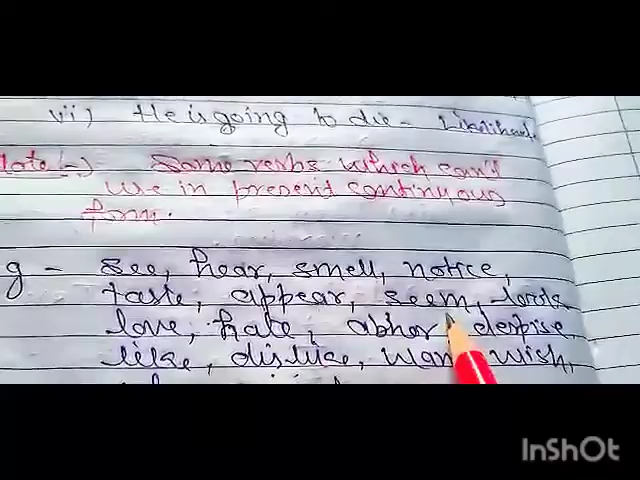 vii) He is going to die - Likelihood.
Note :-) Some verbs which can't
use in present continuous
form.
g - see, hear, smell, notice,
taste, appear, seem, looks
love, hate, abhor, despise,
like, dislike, want wish,
InShOt